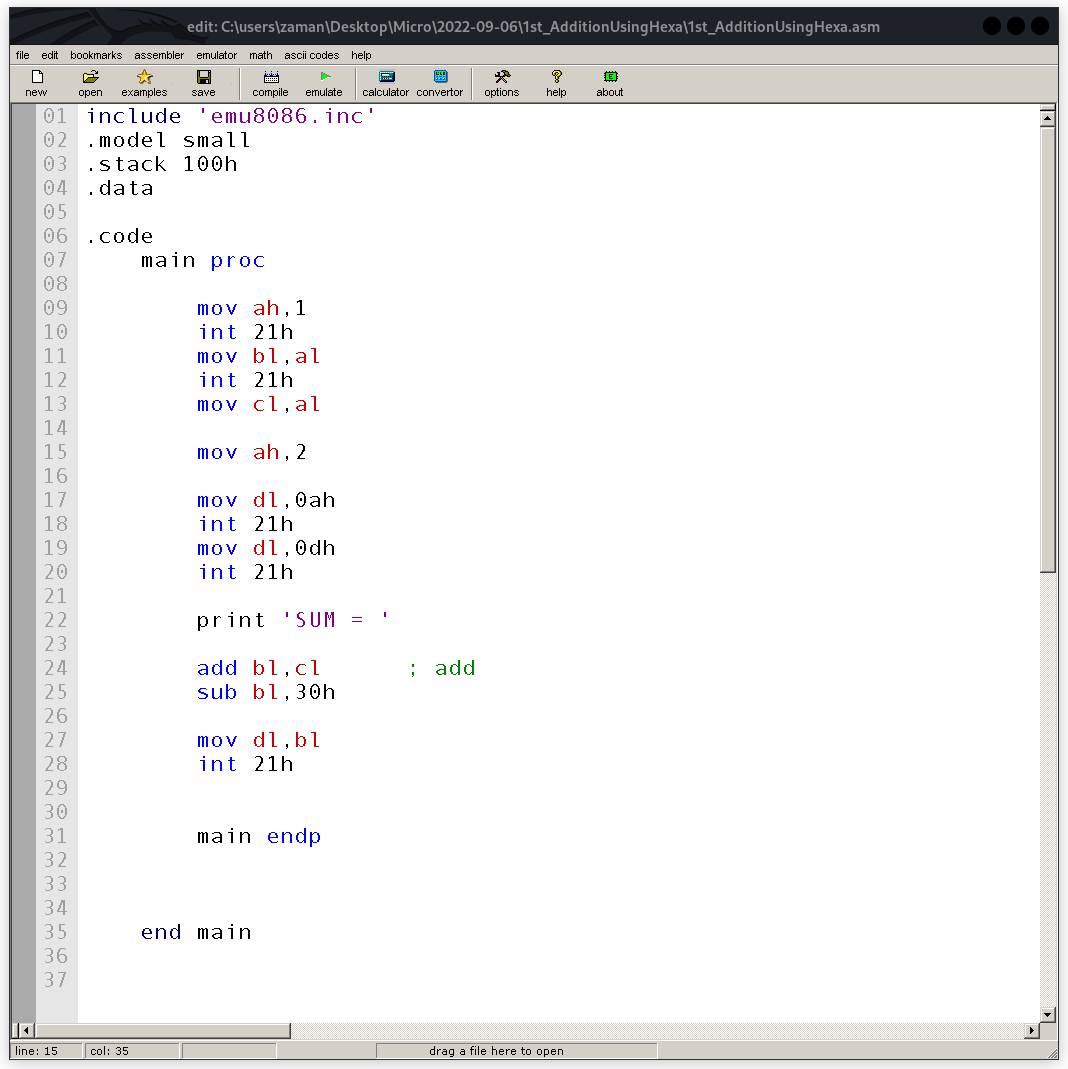 edit: C:\users\zaman\Desktop\Micro\2022-09-06\1st_AdditionUsingHexa\1st_AdditionUsingHexa.asm
file edit bookmarks assembler emulator math ascii codes help
new open examples save compile emulate calculator convertor options help about
01 include 'emu8086.inc'
02 .model small
03 .stack 100h
04 .data
05
06 .code
07 main proc
08
09 mov ah,1
10 int 21h
11 mov bl,al
12 int 21h
13 mov cl,al
14
15 mov ah,2
16
17 mov dl,0ah
18 int 21h
19 mov dl,0dh
20 int 21h
21
22 print 'SUM = '
23
24 add bl,cl ; add
25 sub bl,30h
26
27 mov dl,bl
28 int 21h
29
30
31 main endp
32
33
34
35 end main
36
37
line: 15 col: 35 drag a file here to open